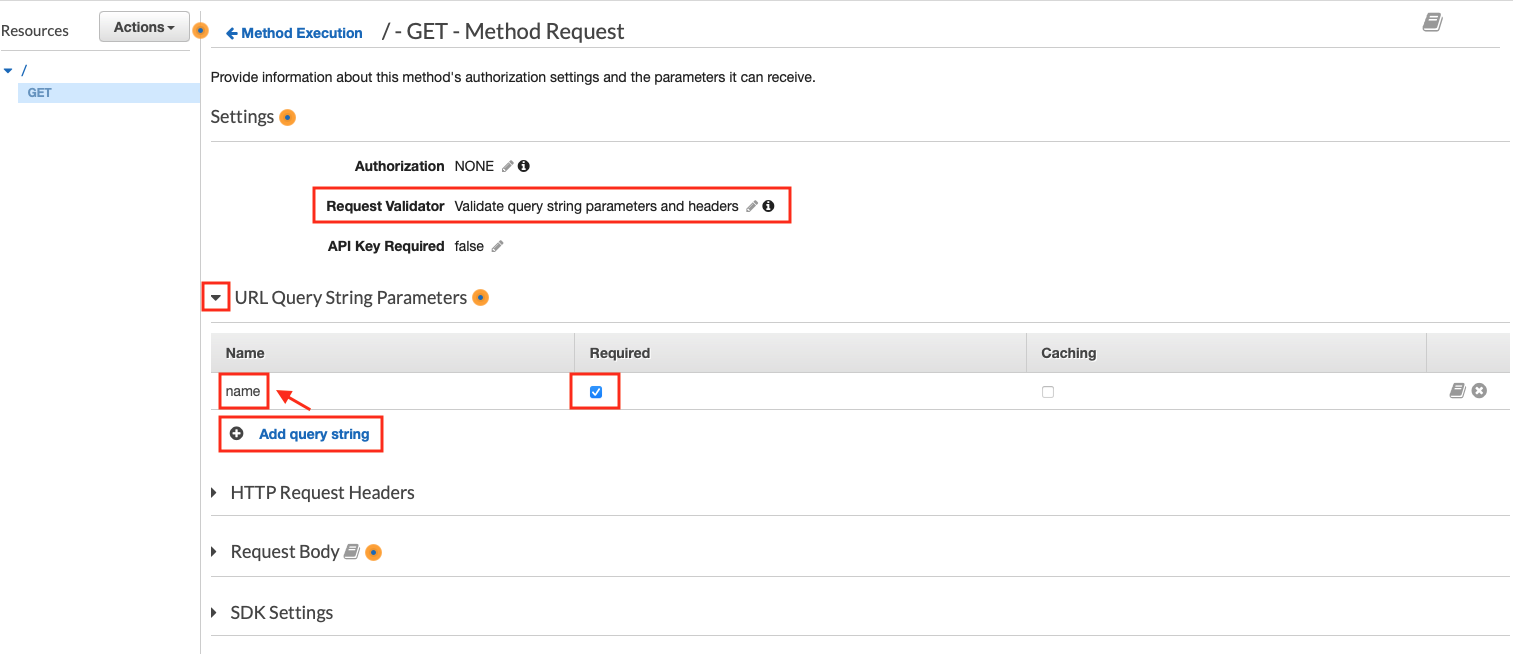 Resources
Actions
Method Execution
/ - GET - Method Request
/
GET
Provide information about this method's authorization settings and the parameters it can receive.
Settings
Authorization NONE
Request Validator Validate query string parameters and headers
API Key Required false
URL Query String Parameters
Name Required Caching
name
Add query string
HTTP Request Headers
Request Body
SDK Settings